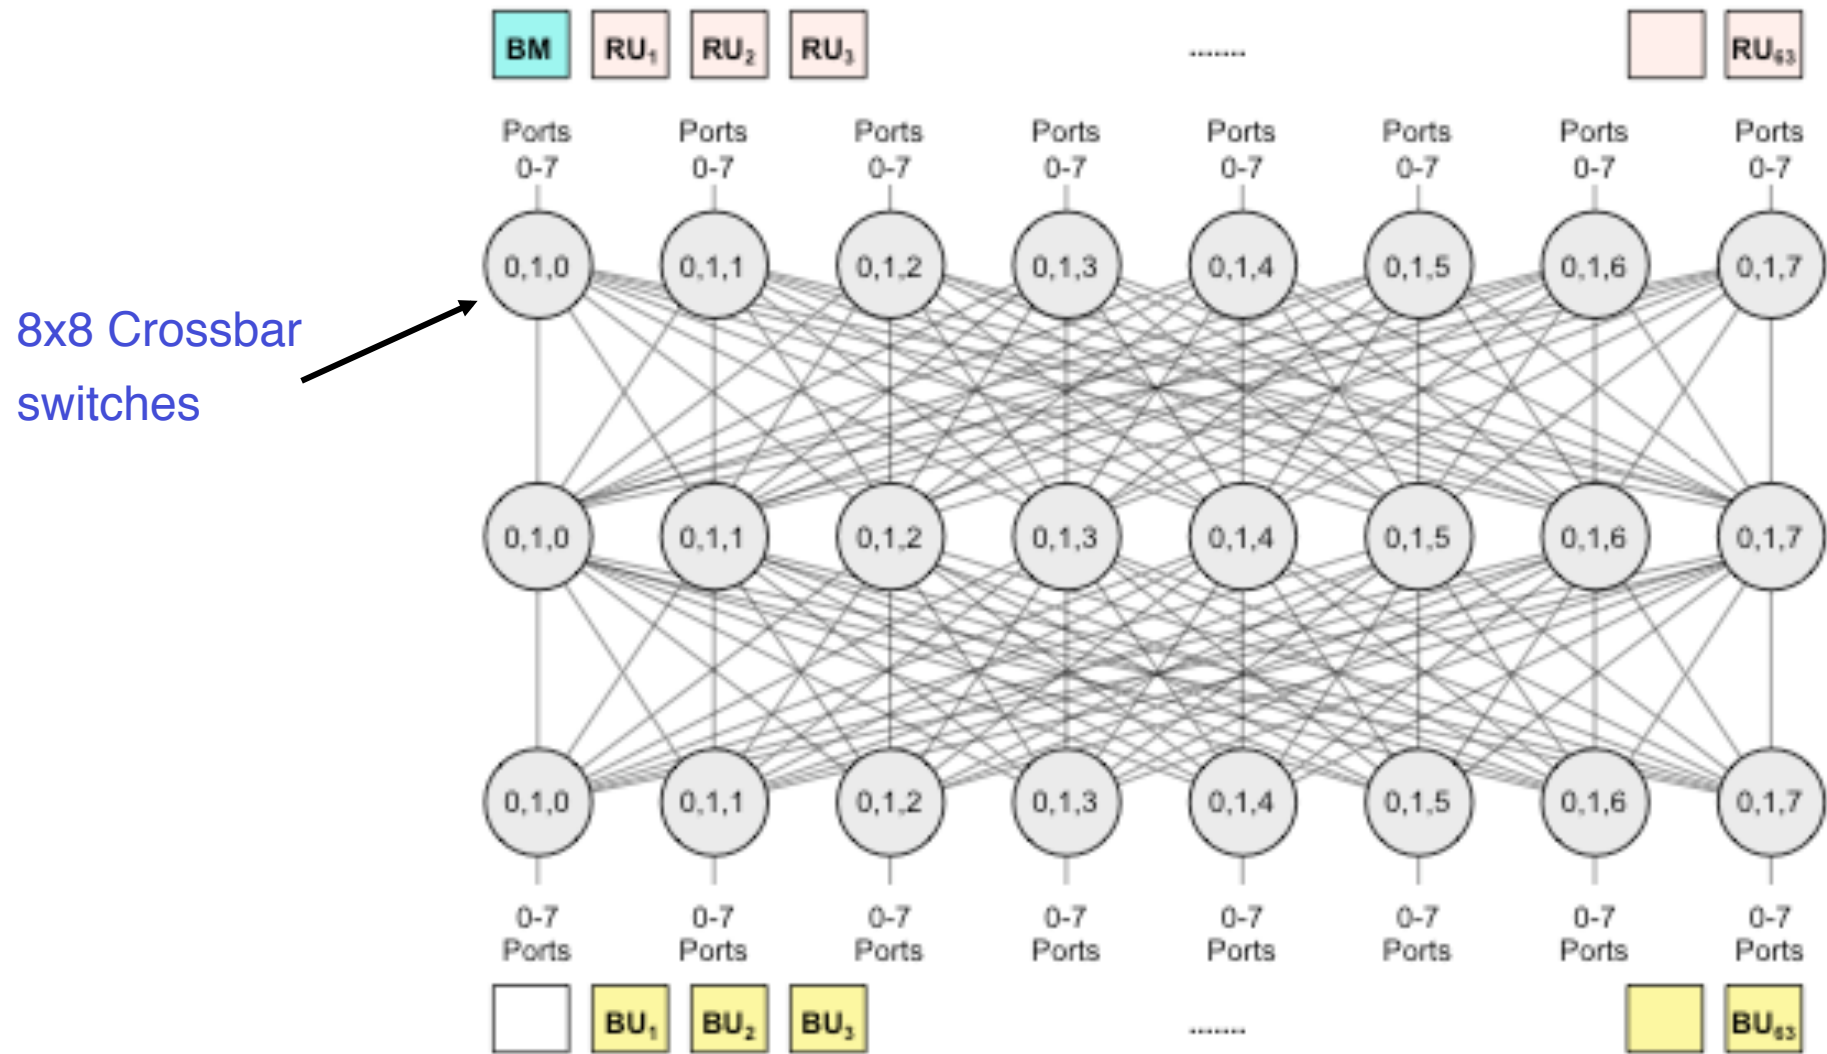 BM RU₁ RU₂ RU₃ ....... RU₆₃
Ports Ports Ports Ports Ports Ports Ports Ports
0-7 0-7 0-7 0-7 0-7 0-7 0-7 0-7
0,1,0 0,1,1 0,1,2 0,1,3 0,1,4 0,1,5 0,1,6 0,1,7
8x8 Crossbar
switches
0,1,0 0,1,1 0,1,2 0,1,3 0,1,4 0,1,5 0,1,6 0,1,7
0,1,0 0,1,1 0,1,2 0,1,3 0,1,4 0,1,5 0,1,6 0,1,7
0-7 0-7 0-7 0-7 0-7 0-7 0-7 0-7
Ports Ports Ports Ports Ports Ports Ports Ports
BU₁ BU₂ BU₃ ....... BU₆₃